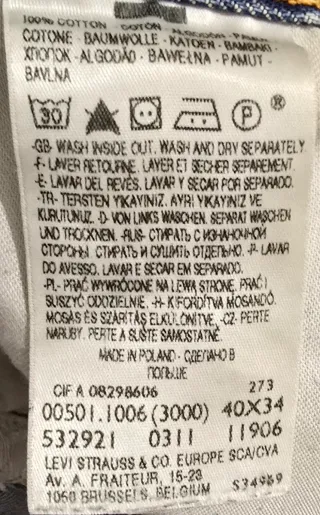 100% COTTON - COTON
COTONE - BAUMWOLLE - KATOEN - BAMBAKI -
ХЛОПОК - ALGODÃO - BAWEŁNA - PAMUT -
BAVLNA
30 P ®
-GB- WASH INSIDE OUT. WASH AND DRY SEPARATELY
-F- LAVER RETOURNE. LAVER ET SECHER SEPAREMENT.
-E- LAVAR DEL REVÉS. LAVAR Y SECAR POR SEPARADO.
-TR- TERSTEN YIKAYINIZ. AYRI YIKAYINIZ VE
KURUTUNUZ. -D- VON LINKS WASCHEN. SEPARAT WASCHEN
UND TROCKNEN. -RUS- СТИРАТЬ С ИЗНАНОЧНОЙ
СТОРОНЫ. СТИРАТЬ И СУШИТЬ ОТДЕЛЬНО. -P- LAVAR
DO AVESSO. LAVAR E SECAR EM SEPARADO.
-PL- PRAĆ WYWRÓCONE NA LEWĄ STRONĘ. PRAĆ I
SUSZYĆ ODDZIELNIE. -H- KIFORDÍTVA MOSANDÓ.
MOSÁS ÉS SZÁRÍTÁS ELKÜLÖNÍTVE. -CZ- PERTE
NARUBY. PERTE A SUŠTE SAMOSTATNĚ.
MADE IN POLAND - СДЕЛАНО В
ПОЛЬШЕ
CIF A 08298606 273
00501.1006 (3000) 40X34
532921 0311 11906
LEVI STRAUSS & CO. EUROPE SCA/CVA
Av. A. FRAITEUR, 15-23
1050 BRUSSELS, BELGIUM S34959